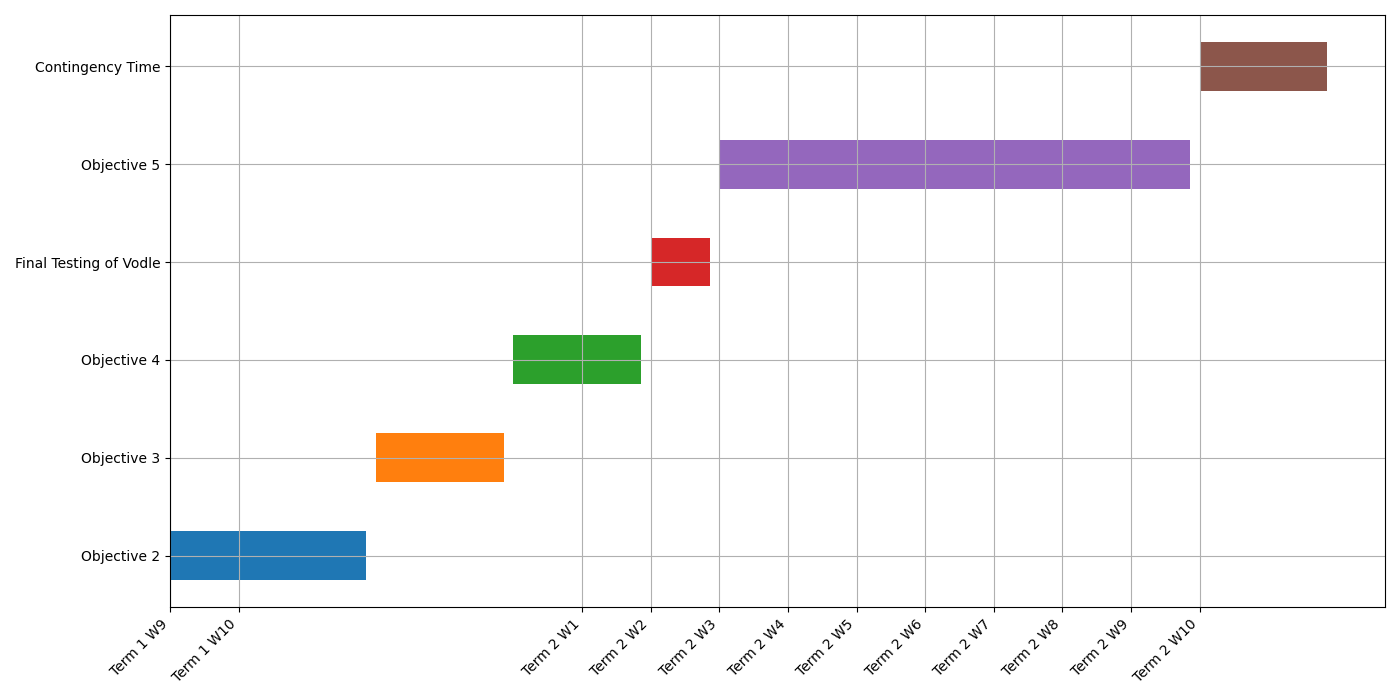 Contingency Time
Objective 5
Final Testing of Vodle
Objective 4
Objective 3
Objective 2
Term 1 W9
Term 1 W10
Term 2 W1
Term 2 W2
Term 2 W3
Term 2 W4
Term 2 W5
Term 2 W6
Term 2 W7
Term 2 W8
Term 2 W9
Term 2 W10